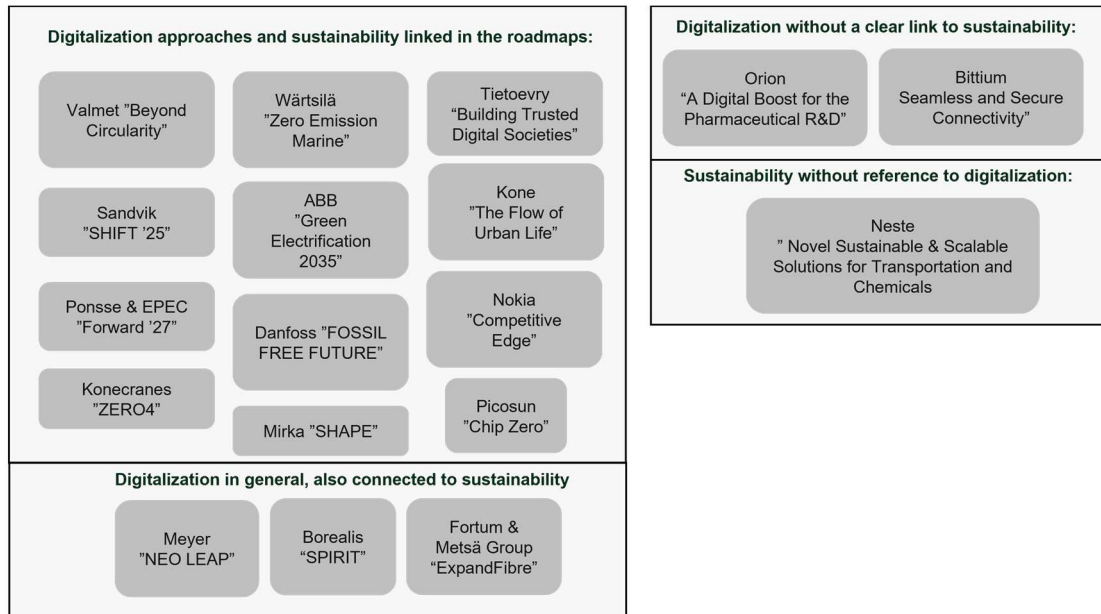 Digitalization approaches and sustainability linked in the roadmaps:
Valmet ”Beyond
Circularity”
Wärtsilä
”Zero Emission
Marine”
Tietoevry
“Building Trusted
Digital Societies”
Sandvik
”SHIFT ’25”
ABB
”Green
Electrification
2035”
Kone
”The Flow of
Urban Life”
Ponsse & EPEC
”Forward ’27”
Danfoss ”FOSSIL
FREE FUTURE”
Nokia
”Competitive
Edge”
Konecranes
”ZERO4”
Mirka ”SHAPE”
Picosun
”Chip Zero”
Digitalization in general, also connected to sustainability
Meyer
”NEO LEAP”
Borealis
“SPIRIT”
Fortum &
Metsä Group
“ExpandFibre”
Digitalization without a clear link to sustainability:
Orion
“A Digital Boost for the
Pharmaceutical R&D”
Bittium
Seamless and Secure
Connectivity”
Sustainability without reference to digitalization:
Neste
” Novel Sustainable & Scalable
Solutions for Transportation and
Chemicals